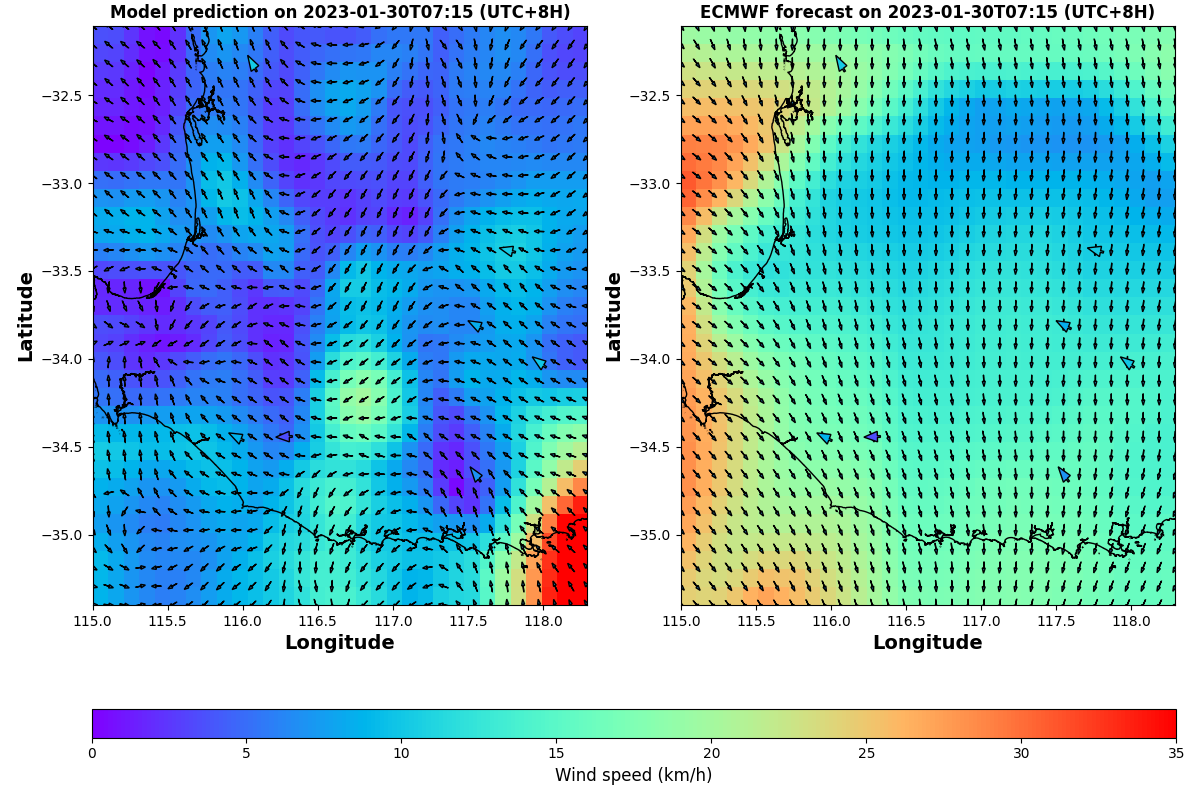 Model prediction on 2023-01-30T07:15 (UTC+8H)
ECMWF forecast on 2023-01-30T07:15 (UTC+8H)
Latitude
−32.5
−33.0
−33.5
−34.0
−34.5
−35.0
115.0 115.5 116.0 116.5 117.0 117.5 118.0
Longitude
Latitude
−32.5
−33.0
−33.5
−34.0
−34.5
−35.0
115.0 115.5 116.0 116.5 117.0 117.5 118.0
Longitude
0 5 10 15 20 25 30 35
Wind speed (km/h)